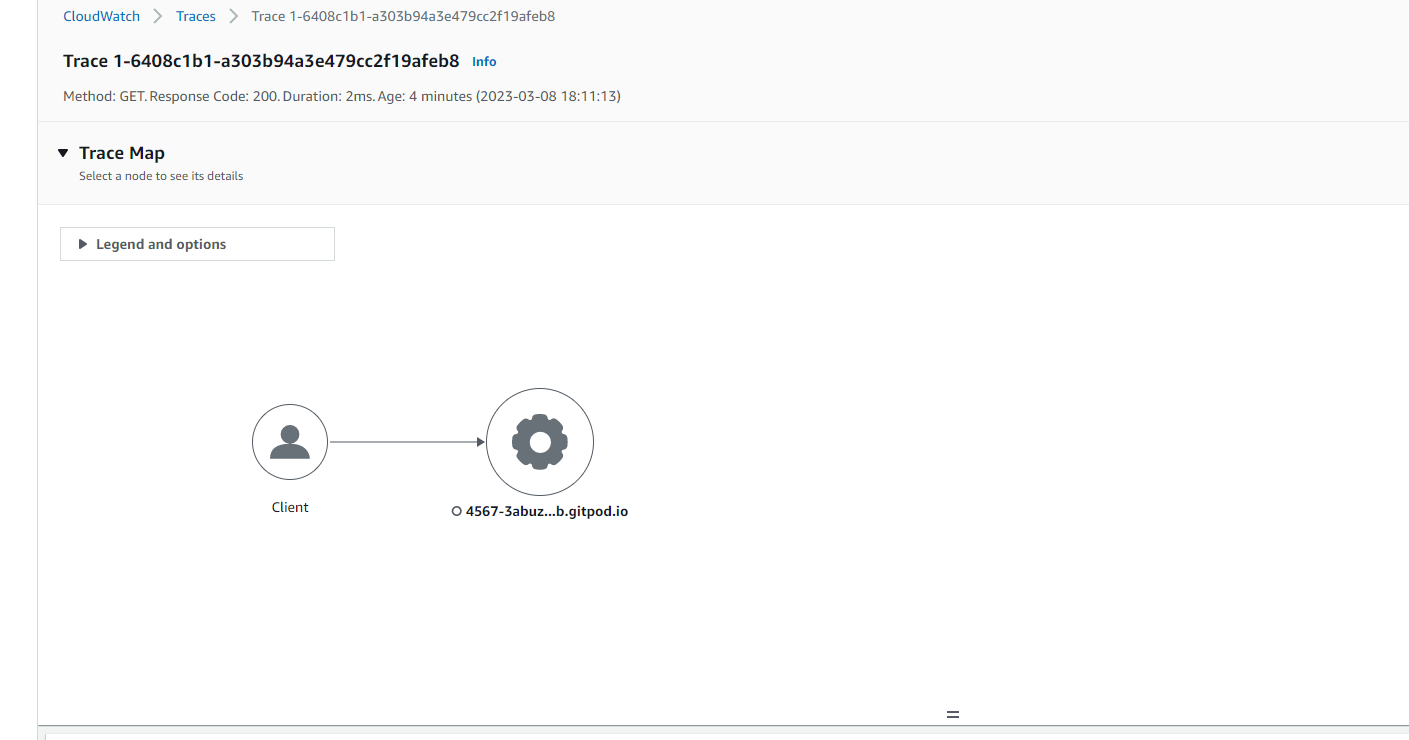 CloudWatch Traces Trace 1-6408c1b1-a303b94a3e479cc2f19afeb8
Trace 1-6408c1b1-a303b94a3e479cc2f19afeb8 Info
Method: GET. Response Code: 200. Duration: 2ms. Age: 4 minutes (2023-03-08 18:11:13)
Trace Map
Select a node to see its details
Legend and options
Client
4567-3abuz...b.gitpod.io